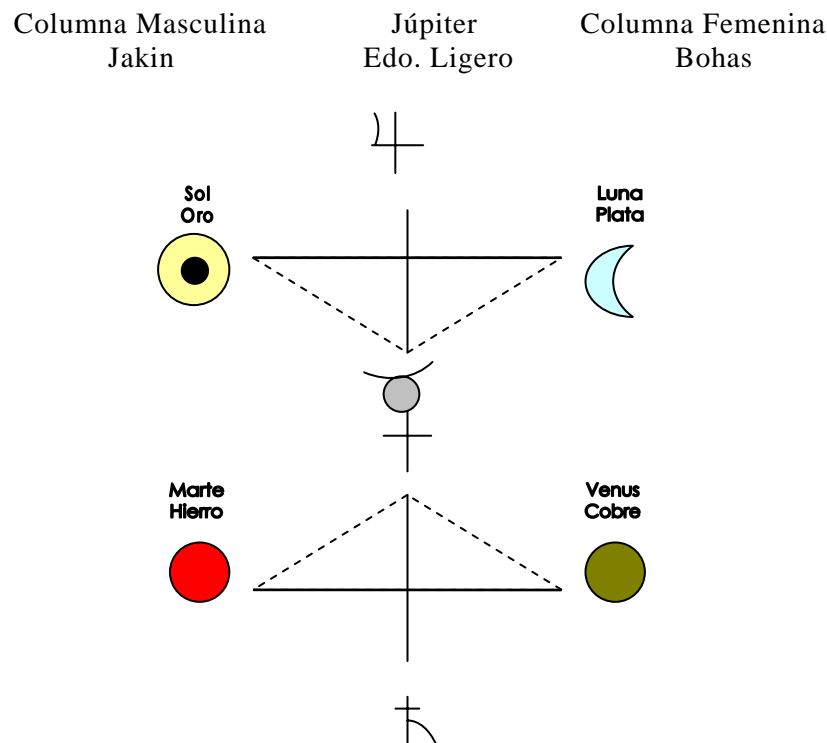 Columna Masculina
Jakin
Júpiter
Edo. Ligero
Columna Femenina
Bohas
Sol
Oro
Luna
Plata
Marte
Hierro
Venus
Cobre